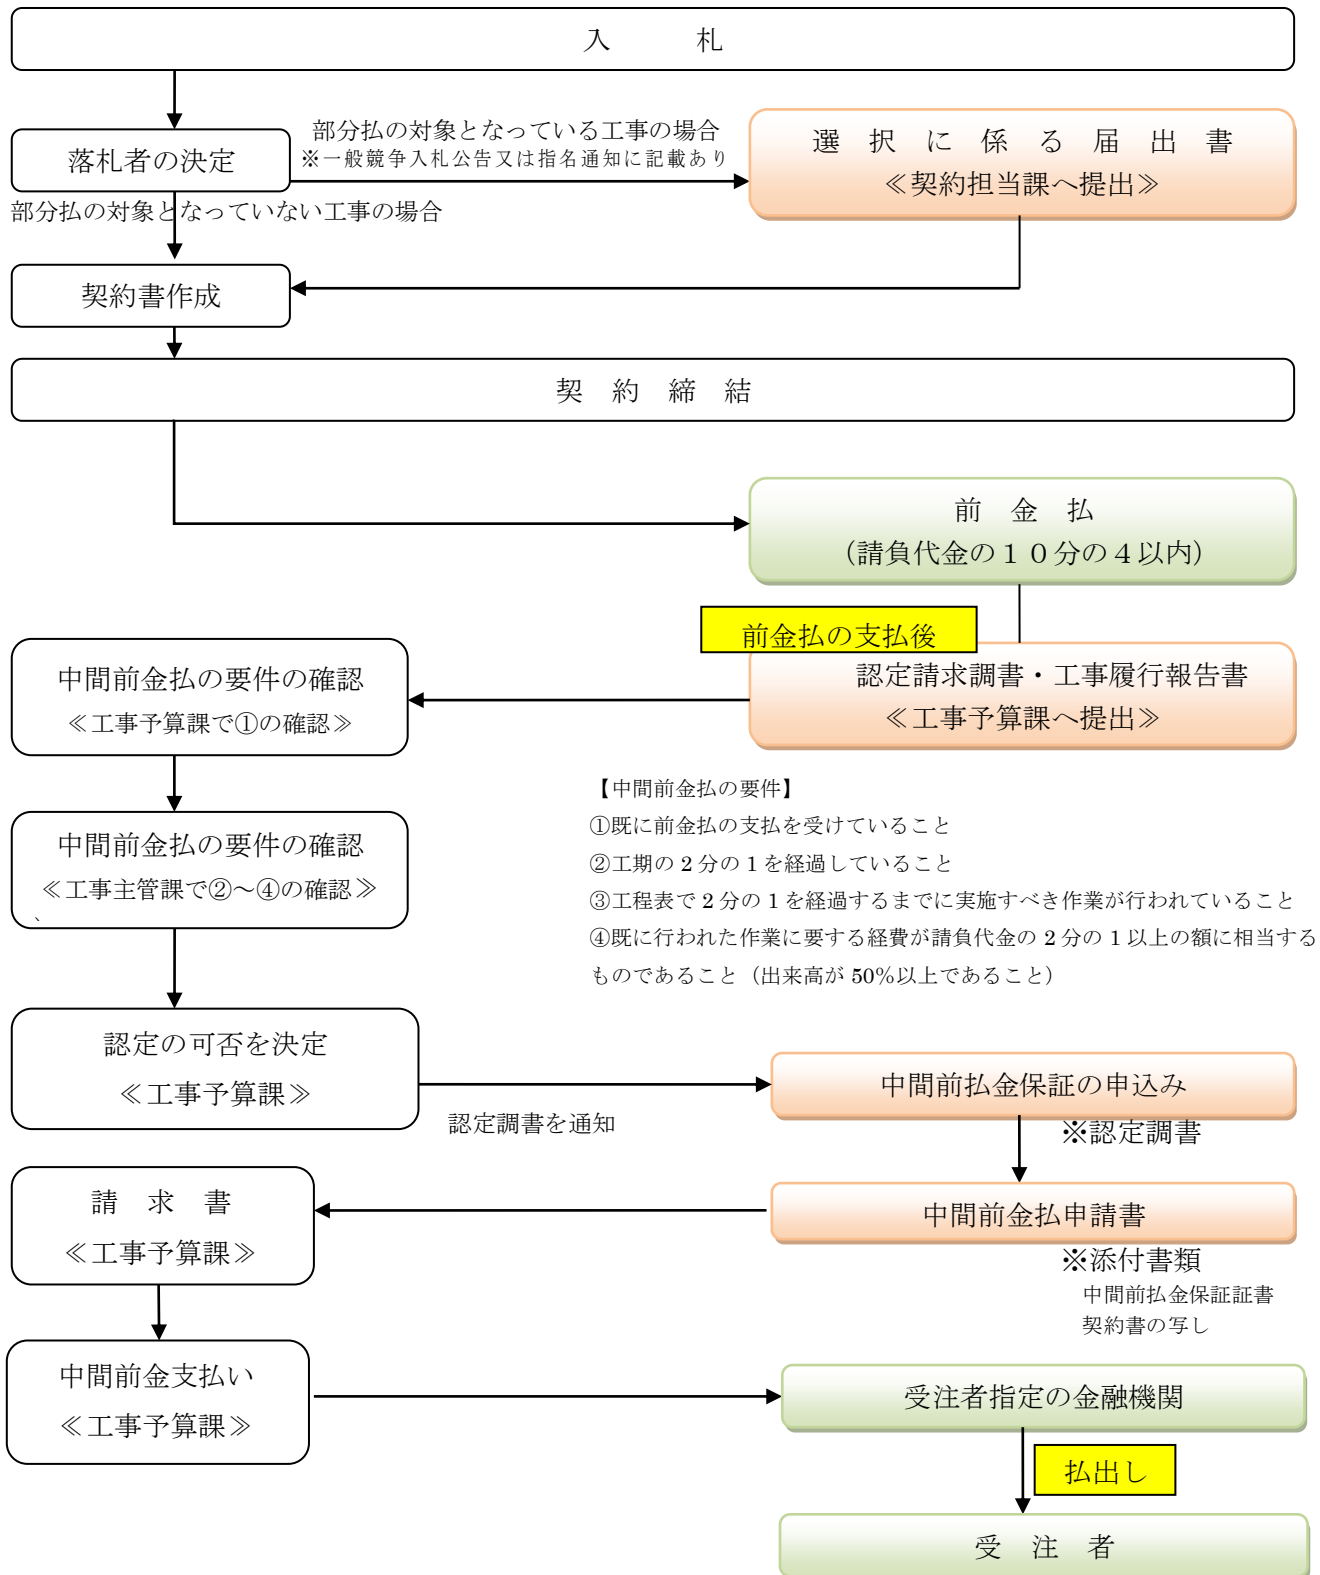 入　　　札
部分払の対象となっている工事の場合
※一般競争入札公告又は指名通知に記載あり
落札者の決定
選　択　に　係　る　届　出　書
≪契約担当課へ提出≫
部分払の対象となっていない工事の場合
契約書作成
契　約　締　結
前　金　払
（請負代金の１０分の４以内）
前金払の支払後
認定請求調書・工事履行報告書
≪工事予算課へ提出≫
中間前金払の要件の確認
≪工事予算課で①の確認≫
【中間前金払の要件】
①既に前金払の支払を受けていること
②工期の 2 分の 1 を経過していること
③工程表で 2 分の 1 を経過するまでに実施すべき作業が行われていること
④既に行われた作業に要する経費が請負代金の 2 分の 1 以上の額に相当する
ものであること（出来高が 50％以上であること）
中間前金払の要件の確認
≪工事主管課で②～④の確認≫
、
認定の可否を決定
≪工事予算課≫
認定調書を通知
中間前払金保証の申込み
※認定調書
中間前金払申請書
※添付書類
中間前払金保証証書
契約書の写し
請　求　書
≪工事予算課≫
中間前金支払い
≪工事予算課≫
受注者指定の金融機関
払出し
受　注　者